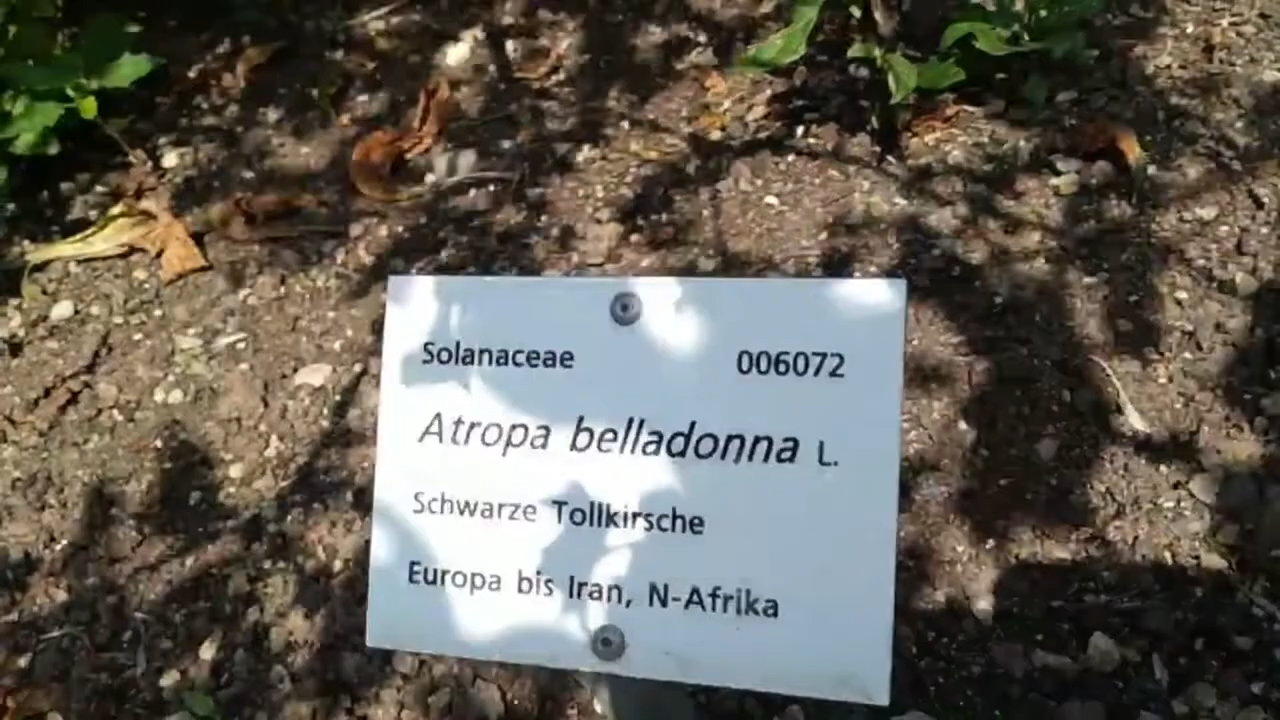 Solanaceae 006072
Atropa belladonna L.
Schwarze Tollkirsche
Europa bis Iran, N-Afrika